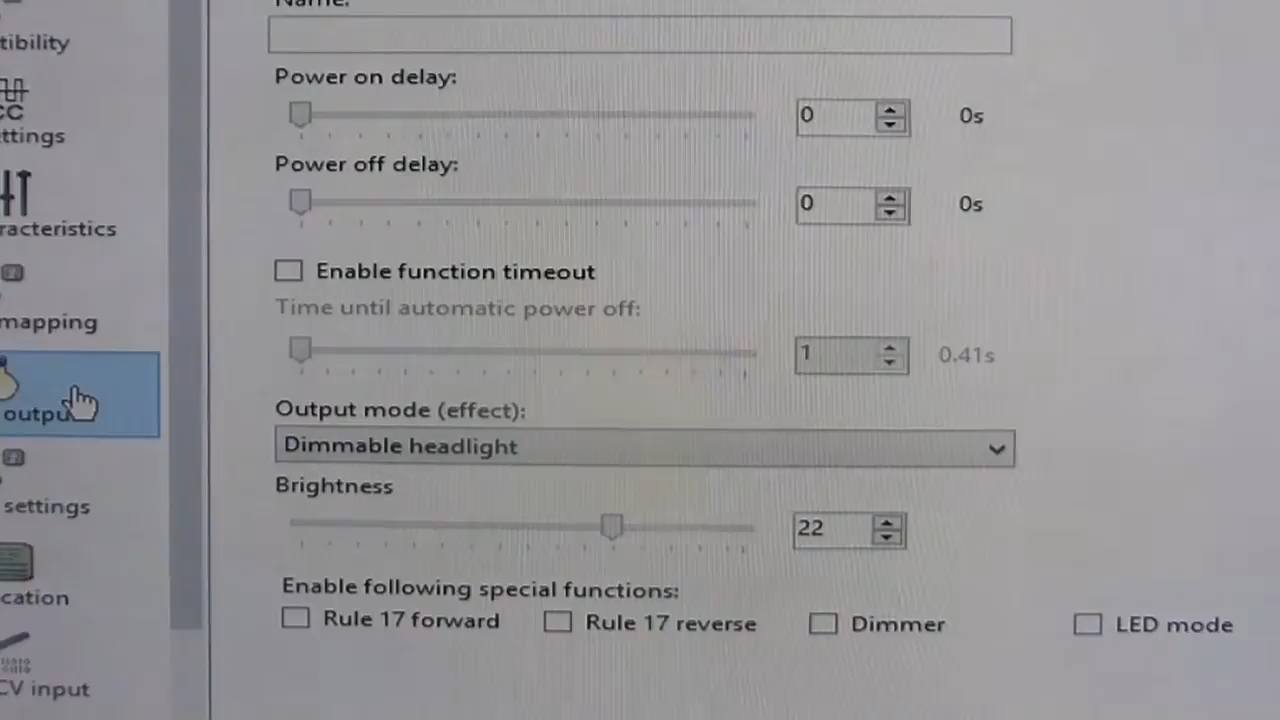 Name:
tibility
Power on delay:
0
0s
CC
ttings
Power off delay:
0
0s
racteristics
Enable function timeout
Time until automatic power off:
mapping
1
0.41s
Output mode (effect):
output
Dimmable headlight
Brightness
settings
22
Enable following special functions:
cation
Rule 17 forward
Rule 17 reverse
Dimmer
LED mode
CV input